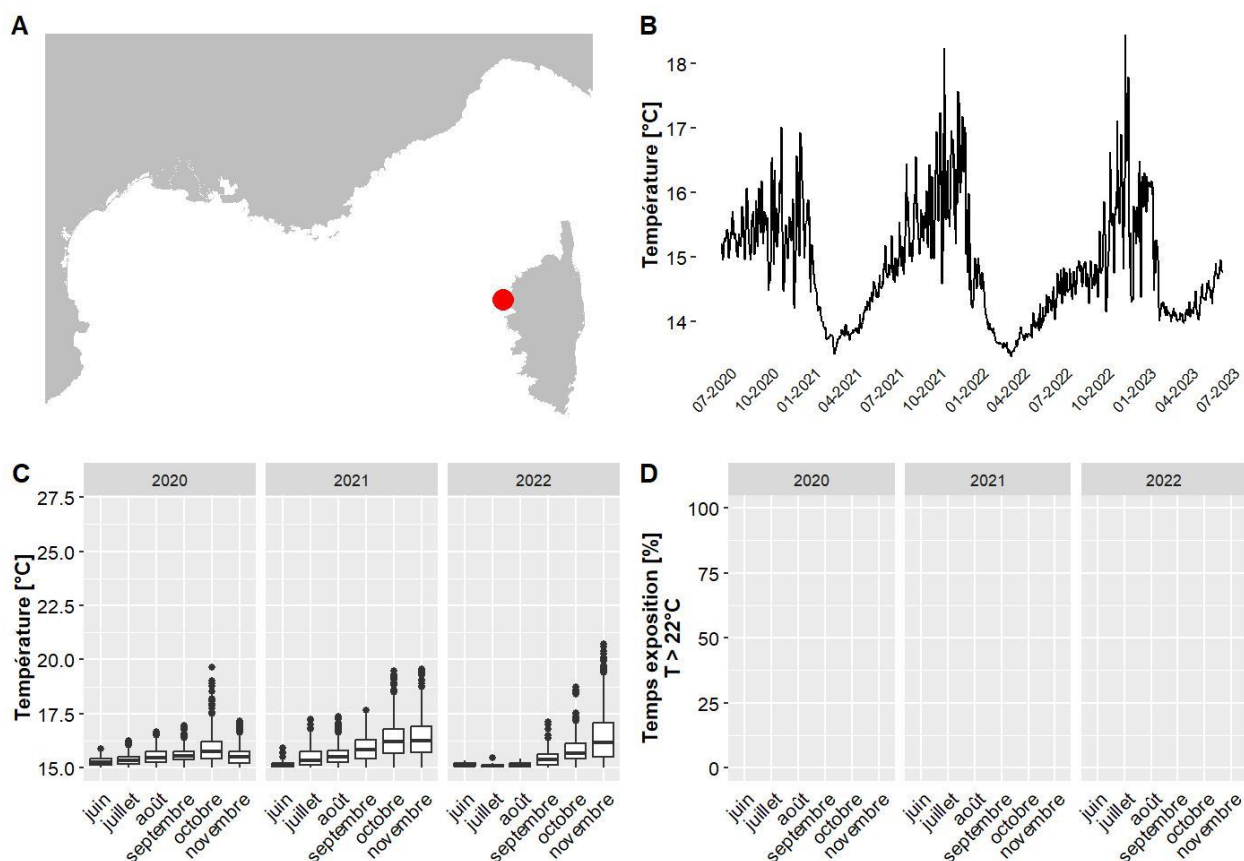 A
B
Température [°C]
18
17
16
15
14
07-2020
10-2020
01-2021
04-2021
07-2021
10-2021
01-2022
04-2022
07-2022
10-2022
01-2023
04-2023
07-2023
C
2020
2021
2022
Température [°C]
27.5
25.0
22.5
20.0
17.5
15.0
juin
juillet
août
septembre
octobre
novembre
juin
juillet
août
septembre
octobre
novembre
juin
juillet
août
septembre
octobre
novembre
D
2020
2021
2022
Temps exposition [%]
T > 22°C
100
75
50
25
0
juin
juillet
août
septembre
octobre
novembre
juin
juillet
août
septembre
octobre
novembre
juin
juillet
août
septembre
octobre
novembre